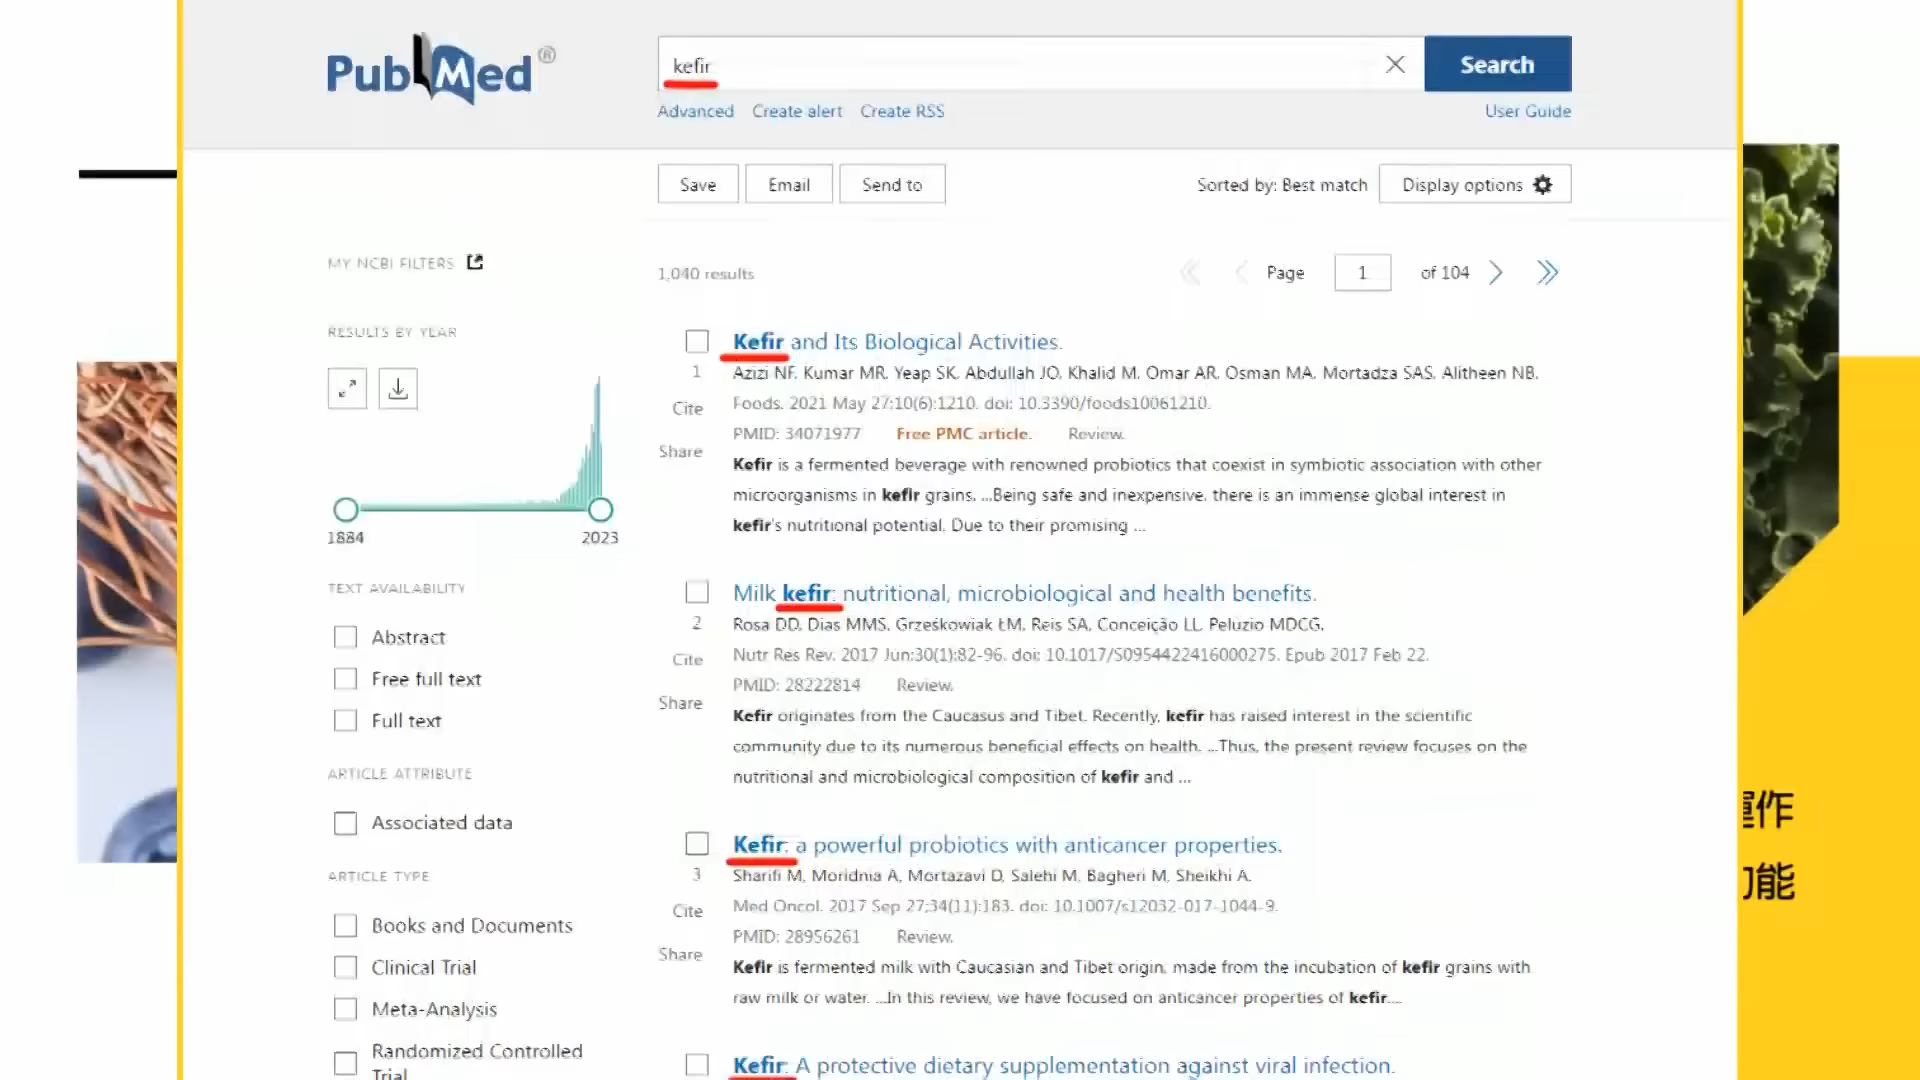 PubMed®
kefir
Search
Advanced Create alert Create RSS
User Guide
Save Email Send to
Sorted by: Best match Display options
MY NCBI FILTERS
1,040 results
Page 1 of 104
RESULTS BY YEAR
1884 2023
TEXT AVAILABILITY
Abstract
Free full text
Full text
ARTICLE ATTRIBUTE
Associated data
ARTICLE TYPE
Books and Documents
Clinical Trial
Meta-Analysis
Randomized Controlled
Trial
Kefir and Its Biological Activities.
1
Azizi NF, Kumar MR, Yeap SK, Abdullah JO, Khalid M, Omar AR, Osman MA, Mortadza SAS, Alitheen NB.
Cite
Foods. 2021 May 27;10(6):1210. doi: 10.3390/foods10061210.
PMID: 34071977 Free PMC article. Review.
Share
Kefir is a fermented beverage with renowned probiotics that coexist in symbiotic association with other
microorganisms in kefir grains. ...Being safe and inexpensive, there is an immense global interest in
kefir's nutritional potential. Due to their promising ...
Milk kefir: nutritional, microbiological and health benefits.
2
Rosa DD, Dias MMS, Grześkowiak ŁM, Reis SA, Conceição LL, Peluzio MDCG.
Cite
Nutr Res Rev. 2017 Jun;30(1):82-96. doi: 10.1017/S0954422416000275. Epub 2017 Feb 22.
PMID: 28222814 Review.
Share
Kefir originates from the Caucasus and Tibet. Recently, kefir has raised interest in the scientific
community due to its numerous beneficial effects on health. ...Thus, the present review focuses on the
nutritional and microbiological composition of kefir and ...
Kefir: a powerful probiotics with anticancer properties.
3
Sharifi M, Moridnia A, Mortazavi D, Salehi M, Bagheri M, Sheikhi A.
Cite
Med Oncol. 2017 Sep 27;34(11):183. doi: 10.1007/s12032-017-1044-9.
PMID: 28956261 Review.
Share
Kefir is fermented milk with Caucasian and Tibet origin, made from the incubation of kefir grains with
raw milk or water. ...In this review, we have focused on anticancer properties of kefir....
Kefir: A protective dietary supplementation against viral infection.
作
能